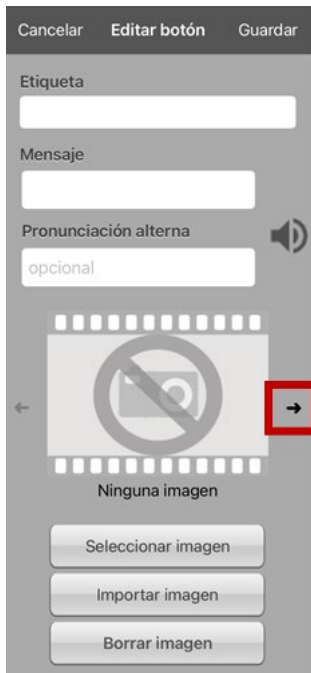 Cancelar Editar botón Guardar
Etiqueta
Mensaje
Pronunciación alterna
opcional
Ninguna imagen
Seleccionar imagen
Importar imagen
Borrar imagen